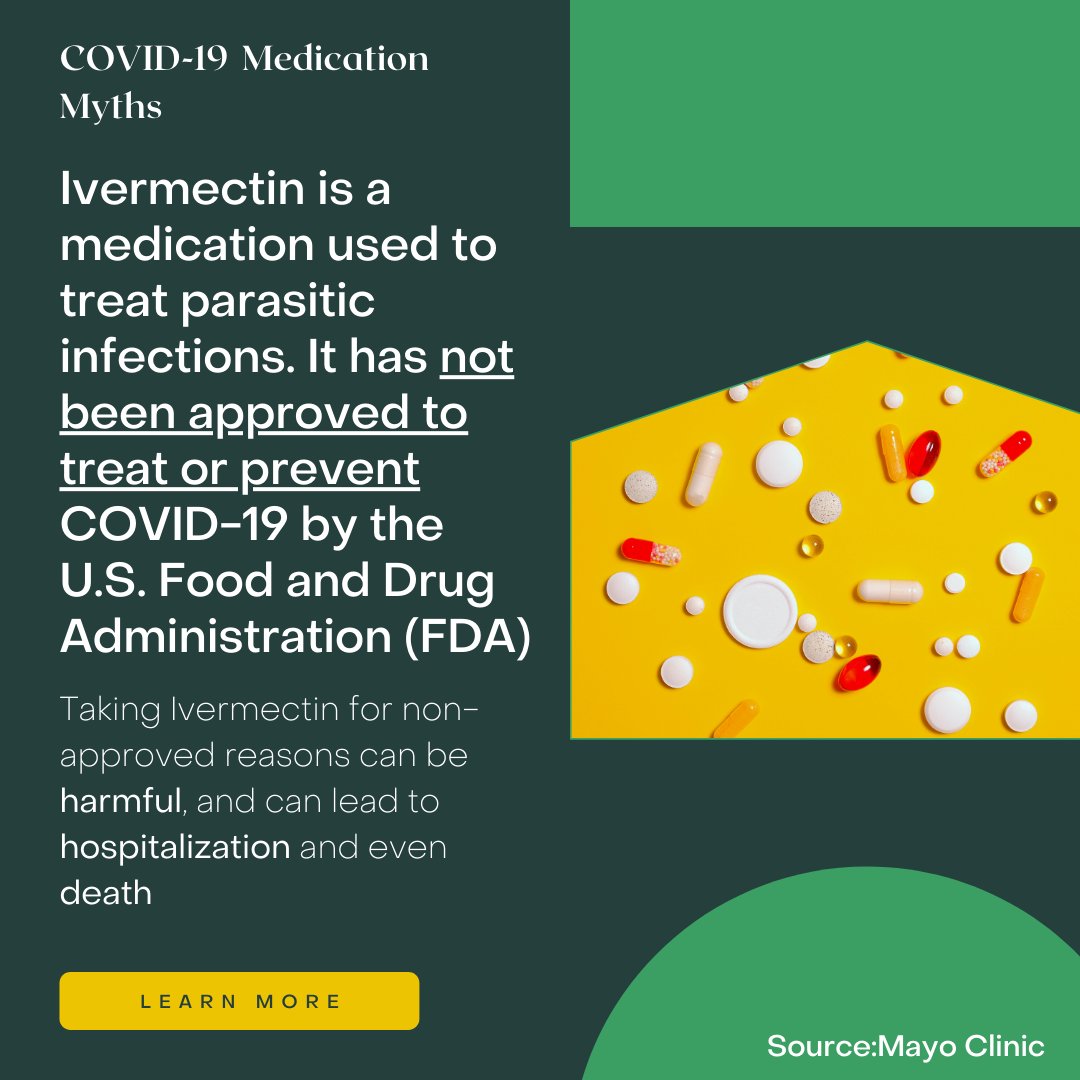 COVID-19 Medication
Myths
Ivermectin is a
medication used to
treat parasitic
infections. It has not
been approved to
treat or prevent
COVID-19 by the
U.S. Food and Drug
Administration (FDA)
Taking Ivermectin for non-
approved reasons can be
harmful, and can lead to
hospitalization and even
death
LEARN MORE
Source:Mayo Clinic